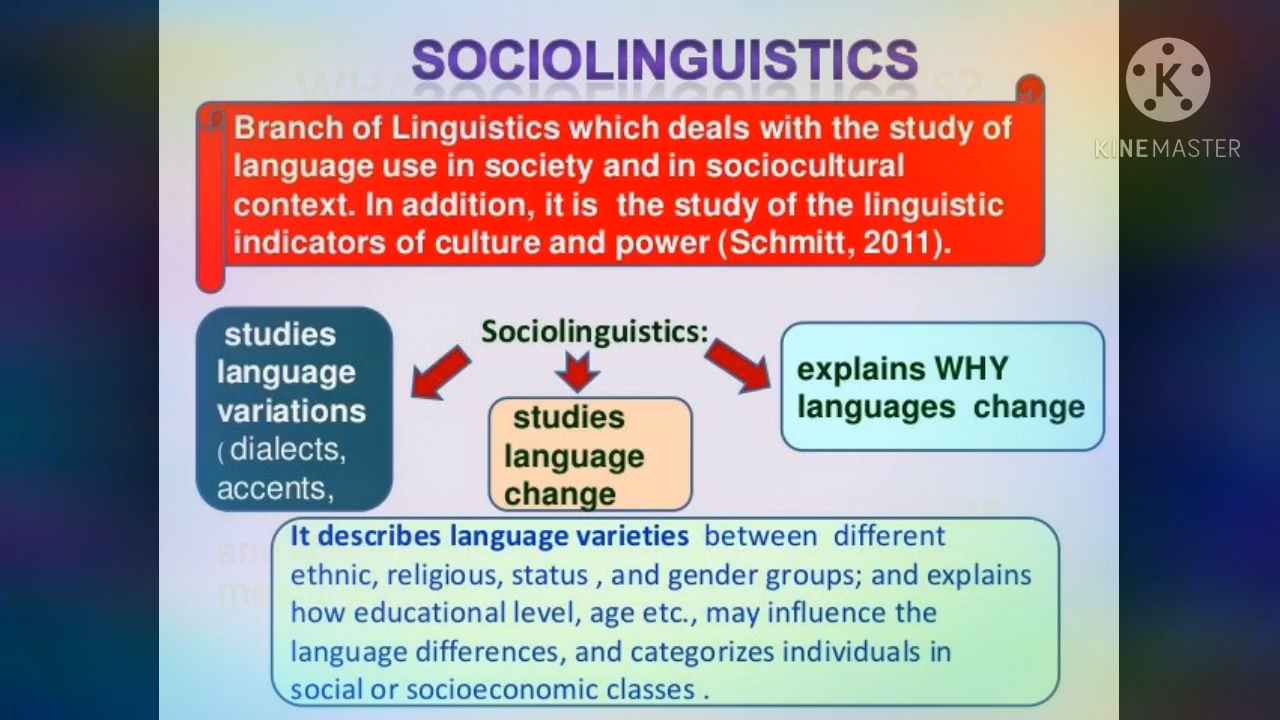 SOCIOLINGUISTICS
Branch of Linguistics which deals with the study of
language use in society and in sociocultural
context. In addition, it is the study of the linguistic
indicators of culture and power (Schmitt, 2011).
Sociolinguistics:
studies
language
variations
( dialects,
accents,
studies
language
change
explains WHY
languages change
It describes language varieties between different
ethnic, religious, status , and gender groups; and explains
how educational level, age etc., may influence the
language differences, and categorizes individuals in
social or socioeconomic classes .
K
KINEMASTER